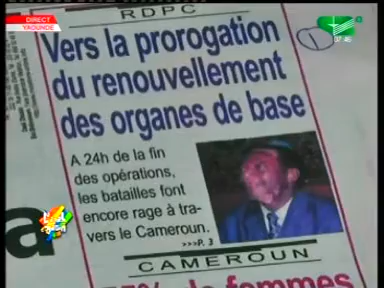 DIRECT
YAOUNDE
RDPC
Vers la prorogation
du renouvellement
des organes de base
A 24h de la fin
des opérations,
les batailles font
encore rage à tra-
vers le Cameroun.
>>>P. 3
CAMEROUN
femmes